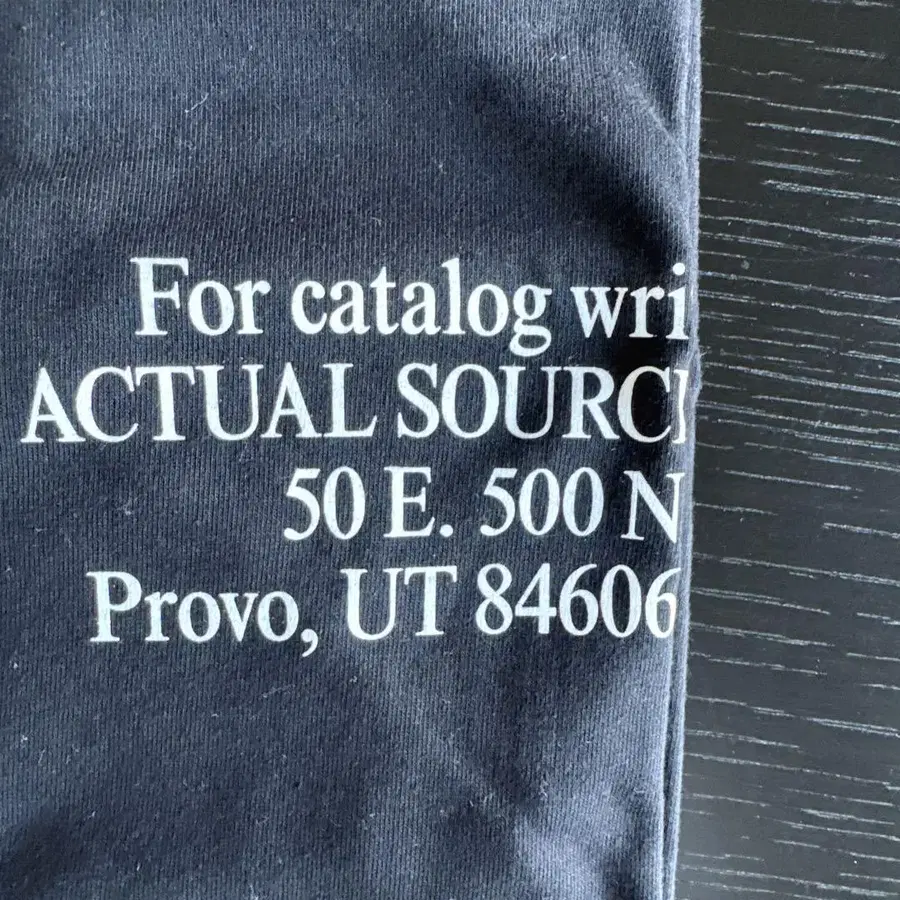 For catalog wri
ACTUAL SOURC
50 E. 500 N
Provo, UT 84606